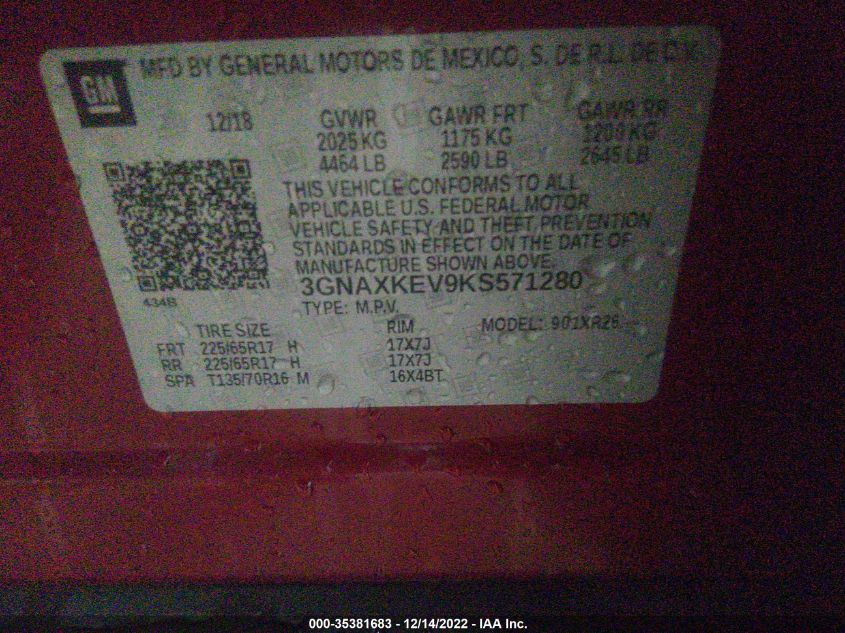 GM
MFD BY GENERAL MOTORS DE MEXICO, S. DE R.L. DE C.V.
12/18 GVWR GAWR FRT GAWR RR
2025 KG 1175 KG 1200 KG
4464 LB 2590 LB 2645 LB
THIS VEHICLE CONFORMS TO ALL
APPLICABLE U.S. FEDERAL MOTOR
VEHICLE SAFETY AND THEFT PREVENTION
STANDARDS IN EFFECT ON THE DATE OF
MANUFACTURE SHOWN ABOVE.
3GNAXKEV9KS571280
434B
TYPE: M.P.V.
TIRE SIZE RIM MODEL: 901XR26
FRT 225/65R17 H 17X7J
RR 225/65R17 H 17X7J
SPA T135/70R16 M 16X4BT
000-35381683 - 12/14/2022 - IAA Inc.